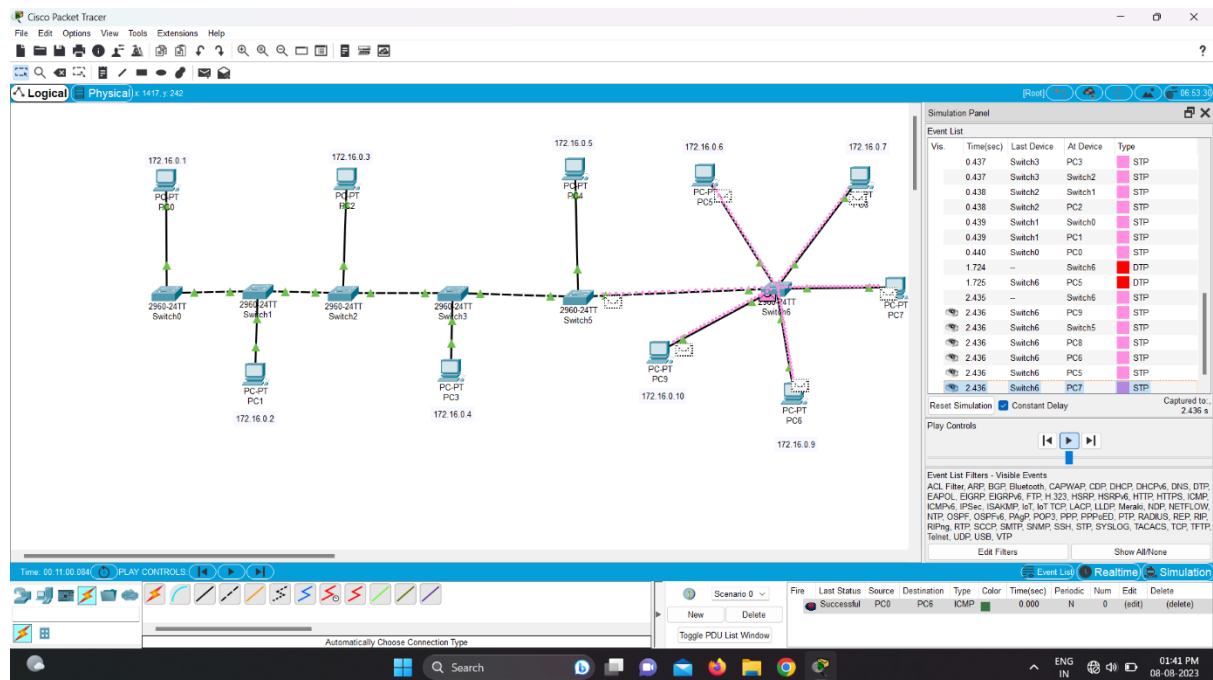 Cisco Packet Tracer
File Edit Options View Tools Extensions Help
?
Logical Physical x: 1417, y: 242 [Root] 06:53:30
172.16.0.1
172.16.0.3
172.16.0.5
172.16.0.6
172.16.0.7
PC-PT
PC0
PC-PT
PC2
PC-PT
PC4
PC-PT
PC5
2960-24TT
Switch0
2960-24TT
Switch1
2960-24TT
Switch2
2960-24TT
Switch3
2960-24TT
Switch5
2960-24TT
Switch6
PC-PT
PC7
PC-PT
PC1
172.16.0.2
PC-PT
PC3
172.16.0.4
PC-PT
PC9
172.16.0.10
PC-PT
PC6
172.16.0.9
Simulation Panel
Event List
Vis. Time(sec) Last Device At Device Type
0.437 Switch3 PC3 STP
0.437 Switch3 Switch2 STP
0.438 Switch2 Switch1 STP
0.438 Switch2 PC2 STP
0.439 Switch1 Switch0 STP
0.439 Switch1 PC1 STP
0.440 Switch0 PC0 STP
1.724 -- Switch6 DTP
1.725 Switch6 PC5 DTP
2.435 -- Switch6 STP
2.436 Switch6 PC9 STP
2.436 Switch6 Switch5 STP
2.436 Switch6 PC8 STP
2.436 Switch6 PC6 STP
2.436 Switch6 PC5 STP
2.436 Switch6 PC7 STP
Reset Simulation Constant Delay Captured to:..
2.436 s
Play Controls
Event List Filters - Visible Events
ACL Filter, ARP, BGP, Bluetooth, CAPWAP, CDP, DHCP, DHCPv6, DNS, DTP,
EAPOL, EIGRP, EIGRPv6, FTP, H.323, HSRP, HSRPv6, HTTP, HTTPS, ICMP,
ICMPv6, IPSec, ISAKMP, IoT, IoT TCP, LACP, LLDP, Meraki, NDP, NETFLOW,
NTP, OSPF, OSPFv6, PAgP, POP3, PPP, PPPoED, PTP, RADIUS, REP, RIP,
RIPng, RTP, SCCP, SMTP, SNMP, SSH, STP, SYSLOG, TACACS, TCP, TFTP,
Telnet, UDP, USB, VTP
Edit Filters Show All/None
Time: 00:11:00.084 PLAY CONTROLS: Event List Realtime Simulation
Automatically Choose Connection Type
Scenario 0
New Delete
Toggle PDU List Window
Fire Last Status Source Destination Type Color Time(sec) Periodic Num Edit Delete
Successful PC0 PC6 ICMP 0.000 N 0 (edit) (delete)
Search
ENG
IN
01:41 PM
08-08-2023